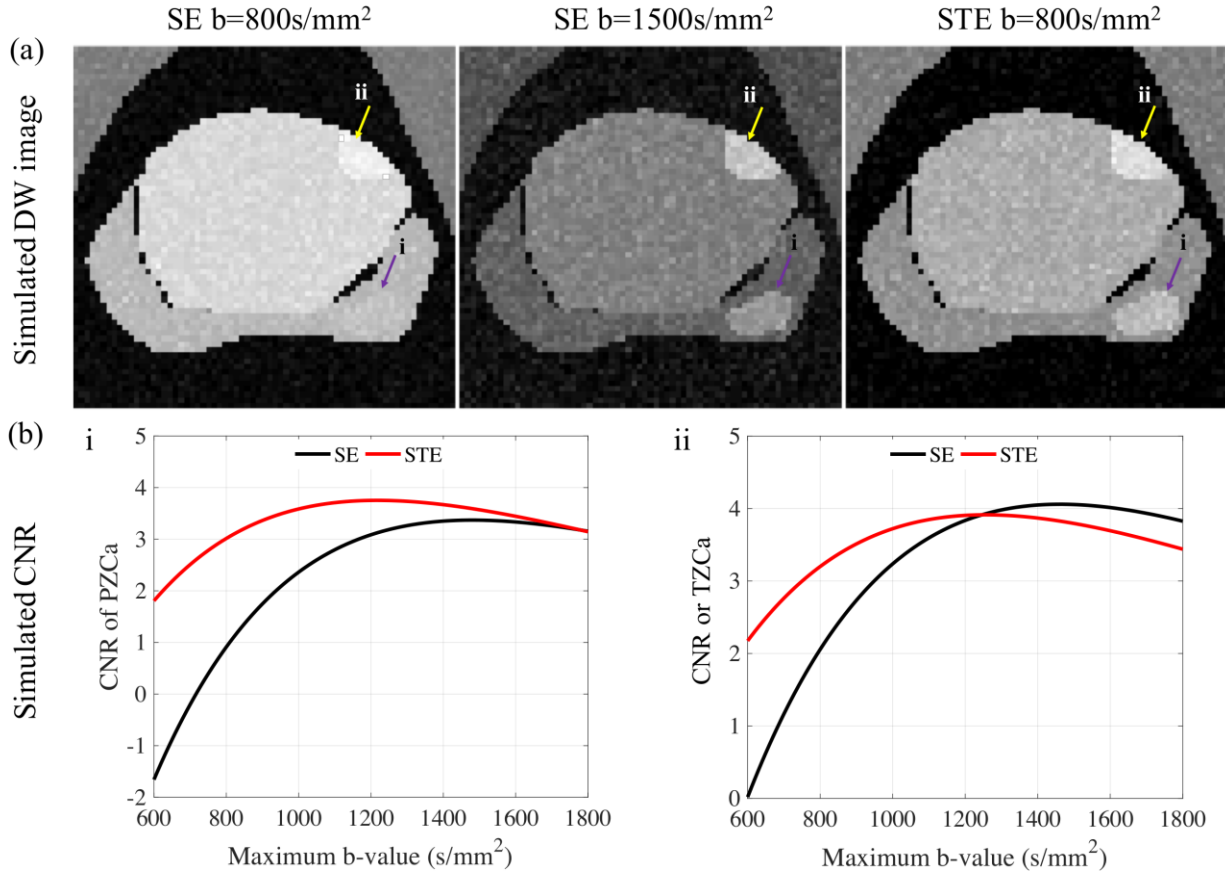 SE b=800s/mm² SE b=1500s/mm² STE b=800s/mm²
(a)
Simulated DW image
ii ii ii
i i i
(b)
Simulated CNR
i
SE STE
CNR of PZCa
5
4
3
2
1
0
-1
-2
600 800 1000 1200 1400 1600 1800
Maximum b-value (s/mm²)
ii
SE STE
CNR or TZCa
5
4
3
2
1
0
600 800 1000 1200 1400 1600 1800
Maximum b-value (s/mm²)